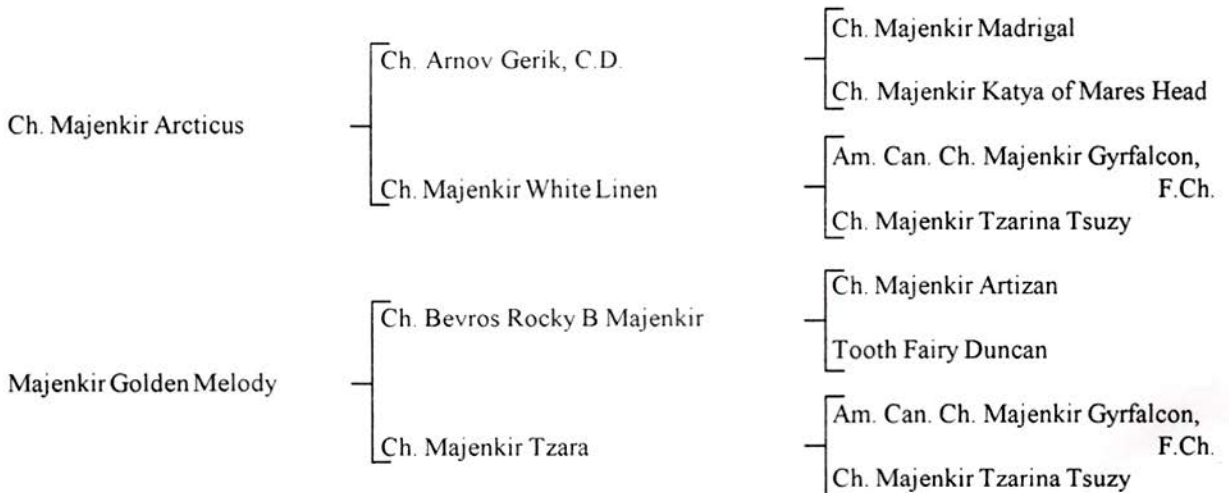 Ch. Majenkir Arcticus
Ch. Arnov Gerik, C.D.
Ch. Majenkir Madrigal
Ch. Majenkir Katya of Mares Head
Ch. Majenkir White Linen
Am. Can. Ch. Majenkir Gyrfalcon,
F.Ch.
Ch. Majenkir Tzarina Tsuzy
Majenkir Golden Melody
Ch. Bevros Rocky B Majenkir
Ch. Majenkir Artizan
Tooth Fairy Duncan
Ch. Majenkir Tzara
Am. Can. Ch. Majenkir Gyrfalcon,
F.Ch.
Ch. Majenkir Tzarina Tsuzy